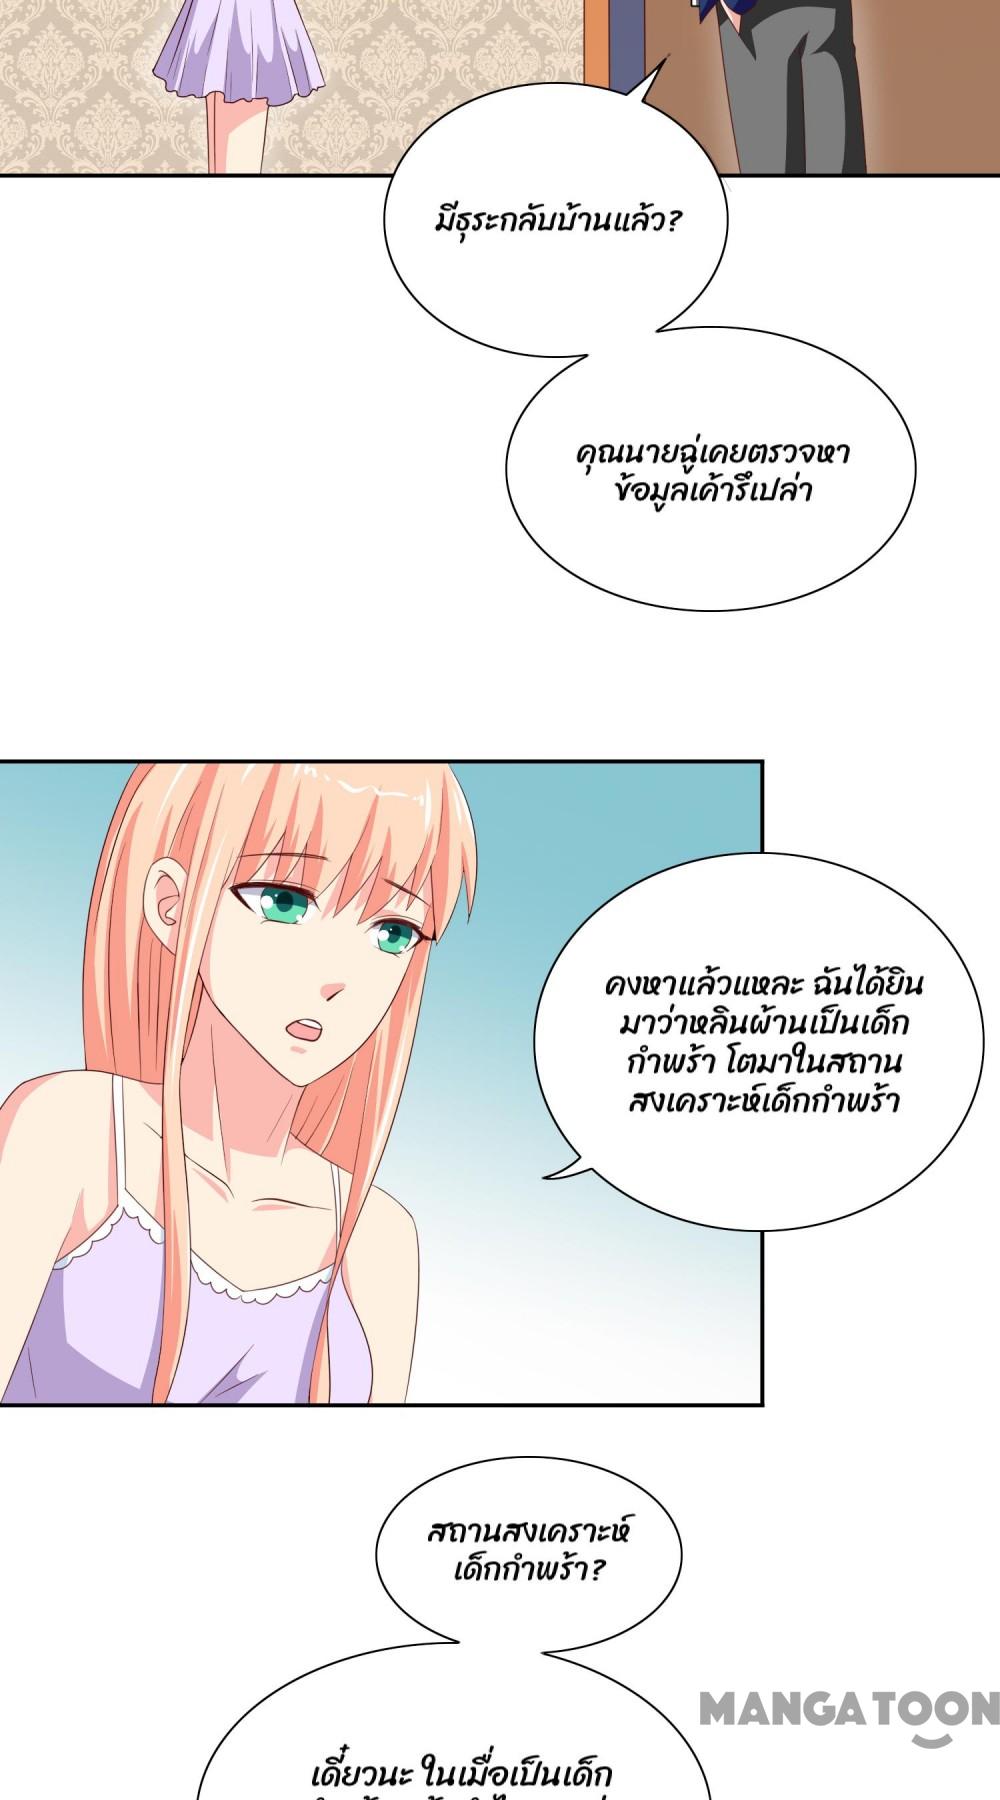 มีธุระกลับบ้านแล้ว?
คุณนายฉู่เคยตรวจหา
ข้อมูลเค้ารึเปล่า
คงหาแล้วแหละ ฉันได้ยิน
มาว่าหลินผ้านเป็นเด็ก
กำพร้า โตมาในสถาน
สงเคราะห์เด็กกำพร้า
สถานสงเคราะห์
เด็กกำพร้า?
MANGATOON
เดี๋ยวนะ ในเมื่อเป็นเด็ก